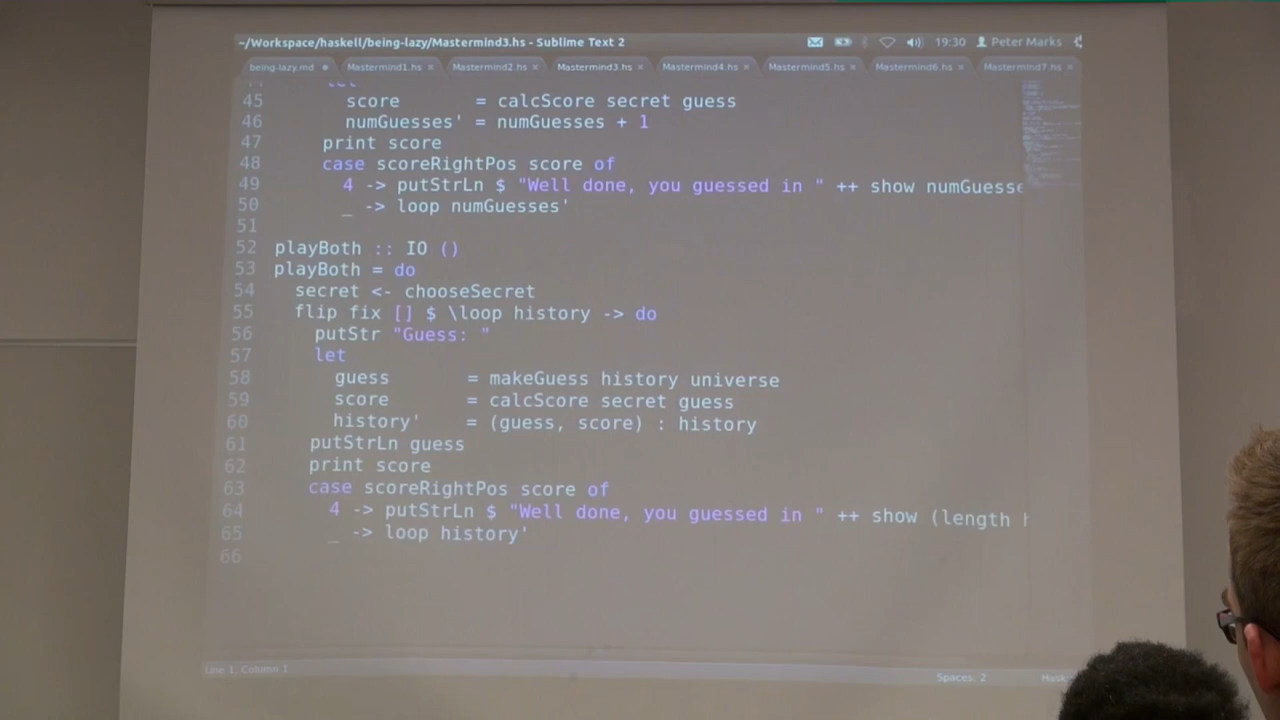 ~/Workspace/haskell/being-lazy/Mastermind3.hs - Sublime Text 2 19:30 Peter Marks
being-lazy.md Mastermind1.hs × Mastermind2.hs × Mastermind3.hs × Mastermind4.hs × Mastermind5.hs × Mastermind6.hs × Mastermind7.hs ×
let
45 score = calcScore secret guess
46 numGuesses' = numGuesses + 1
47 print score
48 case scoreRightPos score of
49 4 -> putStrLn $ "Well done, you guessed in " ++ show numGuesse
50 _ -> loop numGuesses'
51
52 playBoth :: IO ()
53 playBoth = do
54 secret <- chooseSecret
55 flip fix [] $ \loop history -> do
56 putStr "Guess: "
57 let
58 guess = makeGuess history universe
59 score = calcScore secret guess
60 history' = (guess, score) : history
61 putStrLn guess
62 print score
63 case scoreRightPos score of
64 4 -> putStrLn $ "Well done, you guessed in " ++ show (length h
65 _ -> loop history'
66
Line 1, Column 1 Spaces: 2